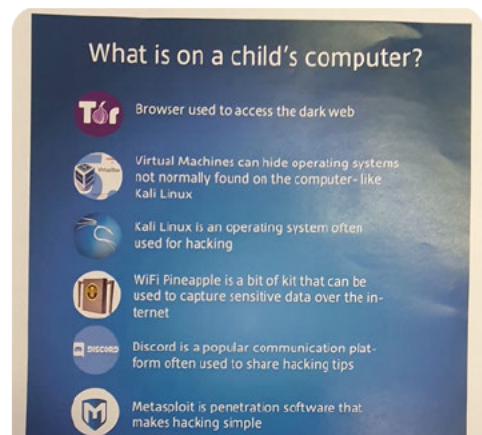 What is on a child's computer?
Tor
Browser used to access the dark web
VirtualBox
Virtual Machines can hide operating systems
not normally found on the computer- like
Kali Linux
Kali Linux is an operating system often
used for hacking
WiFi Pineapple is a bit of kit that can be
used to capture sensitive data over the in-
ternet
DISCORD
Discord is a popular communication plat-
form often used to share hacking tips
Metasploit is penetration software that
makes hacking simple